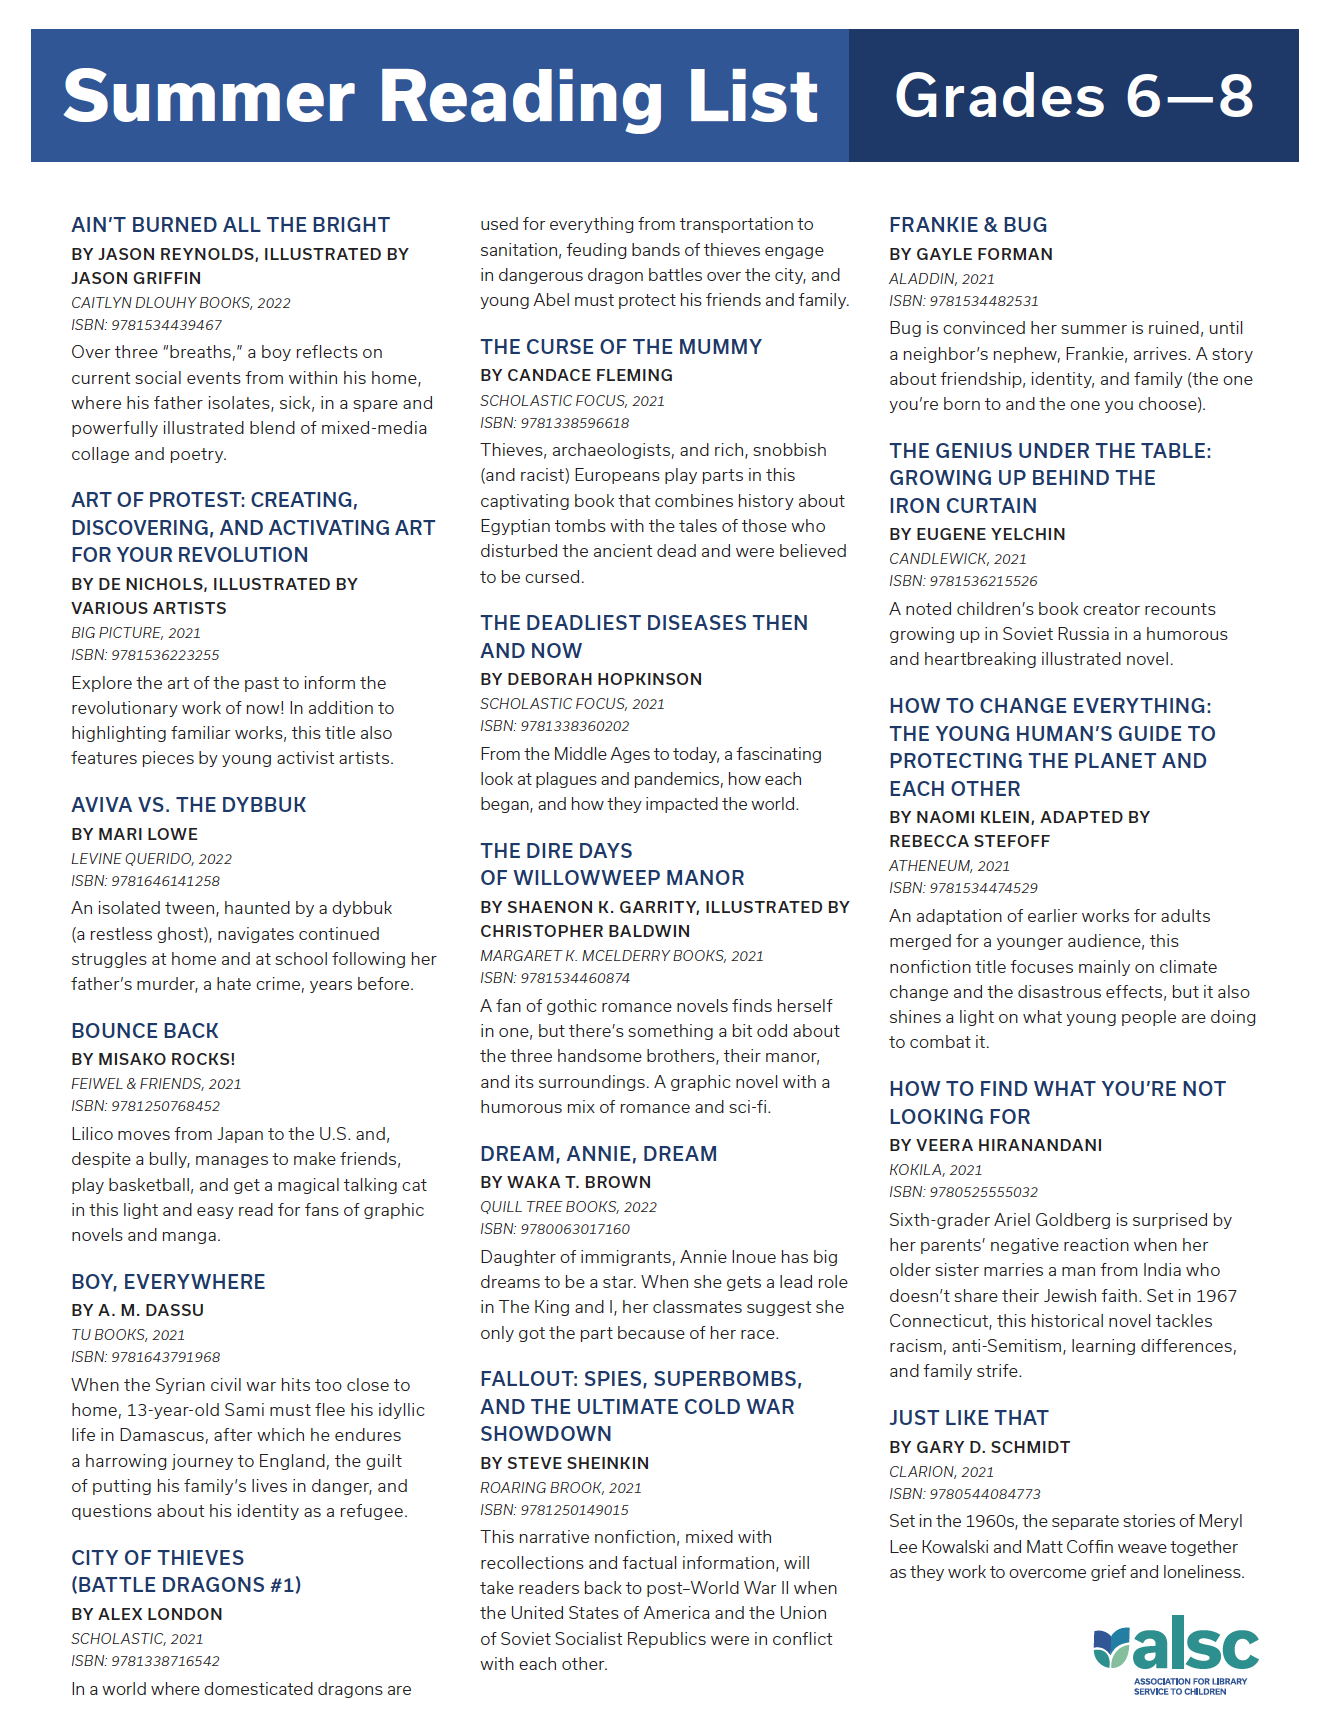 Summer Reading List
Grades 6—8
AIN'T BURNED ALL THE BRIGHT
BY JASON REYNOLDS, ILLUSTRATED BY
JASON GRIFFIN
CAITLYN DLOUHY BOOKS, 2022
ISBN: 9781534439467
Over three "breaths," a boy reflects on
current social events from within his home,
where his father isolates, sick, in a spare and
powerfully illustrated blend of mixed-media
collage and poetry.
ART OF PROTEST: CREATING,
DISCOVERING, AND ACTIVATING ART
FOR YOUR REVOLUTION
BY DE NICHOLS, ILLUSTRATED BY
VARIOUS ARTISTS
BIG PICTURE, 2021
ISBN: 9781536223255
Explore the art of the past to inform the
revolutionary work of now! In addition to
highlighting familiar works, this title also
features pieces by young activist artists.
AVIVA VS. THE DYBBUK
BY MARI LOWE
LEVINE QUERIDO, 2022
ISBN: 9781646141258
An isolated tween, haunted by a dybbuk
(a restless ghost), navigates continued
struggles at home and at school following her
father's murder, a hate crime, years before.
BOUNCE BACK
BY MISAKO ROCKS!
FEIWEL & FRIENDS, 2021
ISBN: 9781250768452
Lilico moves from Japan to the U.S. and,
despite a bully, manages to make friends,
play basketball, and get a magical talking cat
in this light and easy read for fans of graphic
novels and manga.
BOY, EVERYWHERE
BY A. M. DASSU
TU BOOKS, 2021
ISBN: 9781643791968
When the Syrian civil war hits too close to
home, 13-year-old Sami must flee his idyllic
life in Damascus, after which he endures
a harrowing journey to England, the guilt
of putting his family's lives in danger, and
questions about his identity as a refugee.
CITY OF THIEVES
(BATTLE DRAGONS #1)
BY ALEX LONDON
SCHOLASTIC, 2021
ISBN: 9781338716542
In a world where domesticated dragons are
used for everything from transportation to
sanitation, feuding bands of thieves engage
in dangerous dragon battles over the city, and
young Abel must protect his friends and family.
THE CURSE OF THE MUMMY
BY CANDACE FLEMING
SCHOLASTIC FOCUS, 2021
ISBN: 9781338596618
Thieves, archaeologists, and rich, snobbish
(and racist) Europeans play parts in this
captivating book that combines history about
Egyptian tombs with the tales of those who
disturbed the ancient dead and were believed
to be cursed.
THE DEADLIEST DISEASES THEN
AND NOW
BY DEBORAH HOPKINSON
SCHOLASTIC FOCUS, 2021
ISBN: 9781338360202
From the Middle Ages to today, a fascinating
look at plagues and pandemics, how each
began, and how they impacted the world.
THE DIRE DAYS
OF WILLOWWEEP MANOR
BY SHAENON K. GARRITY, ILLUSTRATED BY
CHRISTOPHER BALDWIN
MARGARET K. MCELDERRY BOOKS, 2021
ISBN: 9781534460874
A fan of gothic romance novels finds herself
in one, but there's something a bit odd about
the three handsome brothers, their manor,
and its surroundings. A graphic novel with a
humorous mix of romance and sci-fi.
DREAM, ANNIE, DREAM
BY WAKA T. BROWN
QUILL TREE BOOKS, 2022
ISBN: 9780063017160
Daughter of immigrants, Annie Inoue has big
dreams to be a star. When she gets a lead role
in The King and I, her classmates suggest she
only got the part because of her race.
FALLOUT: SPIES, SUPERBOMBS,
AND THE ULTIMATE COLD WAR
SHOWDOWN
BY STEVE SHEINKIN
ROARING BROOK, 2021
ISBN: 9781250149015
This narrative nonfiction, mixed with
recollections and factual information, will
take readers back to post–World War II when
the United States of America and the Union
of Soviet Socialist Republics were in conflict
with each other.
FRANKIE & BUG
BY GAYLE FORMAN
ALADDIN, 2021
ISBN: 9781534482531
Bug is convinced her summer is ruined, until
a neighbor's nephew, Frankie, arrives. A story
about friendship, identity, and family (the one
you're born to and the one you choose).
THE GENIUS UNDER THE TABLE:
GROWING UP BEHIND THE
IRON CURTAIN
BY EUGENE YELCHIN
CANDLEWICK, 2021
ISBN: 9781536215526
A noted children's book creator recounts
growing up in Soviet Russia in a humorous
and heartbreaking illustrated novel.
HOW TO CHANGE EVERYTHING:
THE YOUNG HUMAN'S GUIDE TO
PROTECTING THE PLANET AND
EACH OTHER
BY NAOMI KLEIN, ADAPTED BY
REBECCA STEFOFF
ATHENEUM, 2021
ISBN: 9781534474529
An adaptation of earlier works for adults
merged for a younger audience, this
nonfiction title focuses mainly on climate
change and the disastrous effects, but it also
shines a light on what young people are doing
to combat it.
HOW TO FIND WHAT YOU'RE NOT
LOOKING FOR
BY VEERA HIRANANDANI
KOKILA, 2021
ISBN: 9780525555032
Sixth-grader Ariel Goldberg is surprised by
her parents' negative reaction when her
older sister marries a man from India who
doesn't share their Jewish faith. Set in 1967
Connecticut, this historical novel tackles
racism, anti-Semitism, learning differences,
and family strife.
JUST LIKE THAT
BY GARY D. SCHMIDT
CLARION, 2021
ISBN: 9780544084773
Set in the 1960s, the separate stories of Meryl
Lee Kowalski and Matt Coffin weave together
as they work to overcome grief and loneliness.
alsc
ASSOCIATION FOR LIBRARY
SERVICE TO CHILDREN